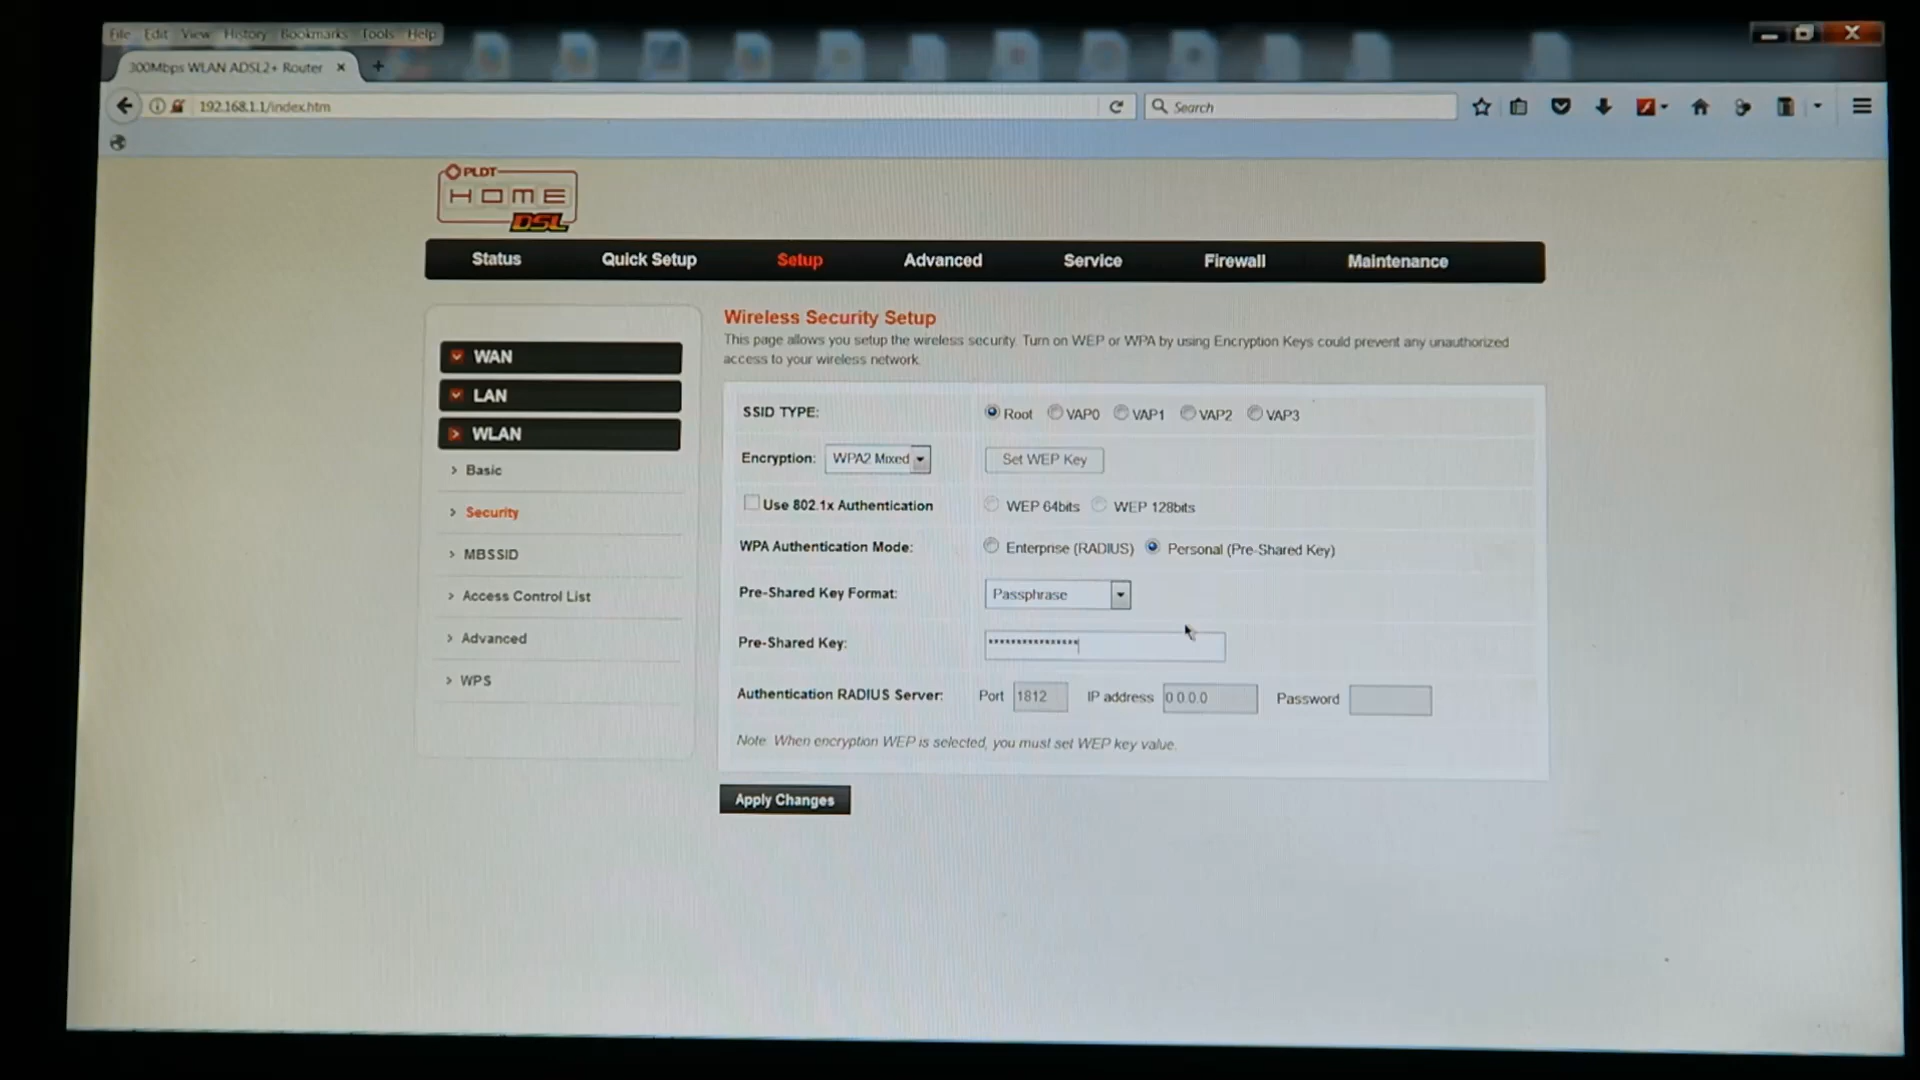 File Edit View History Bookmarks Tools Help
300Mbps WLAN ADSL2+ Router × +
192.168.1.1/index.htm Search
PLDT
HOME
DSL
Status Quick Setup Setup Advanced Service Firewall Maintenance
WAN
LAN
WLAN
Basic
Security
MBSSID
Access Control List
Advanced
WPS
Wireless Security Setup
This page allows you setup the wireless security. Turn on WEP or WPA by using Encryption Keys could prevent any unauthorized
access to your wireless network.
SSID TYPE: Root VAP0 VAP1 VAP2 VAP3
Encryption: WPA2 Mixed Set WEP Key
Use 802.1x Authentication WEP 64bits WEP 128bits
WPA Authentication Mode: Enterprise (RADIUS) Personal (Pre-Shared Key)
Pre-Shared Key Format: Passphrase
Pre-Shared Key: ****************
Authentication RADIUS Server: Port 1812 IP address 0.0.0.0 Password
Note: When encryption WEP is selected, you must set WEP key value.
Apply Changes